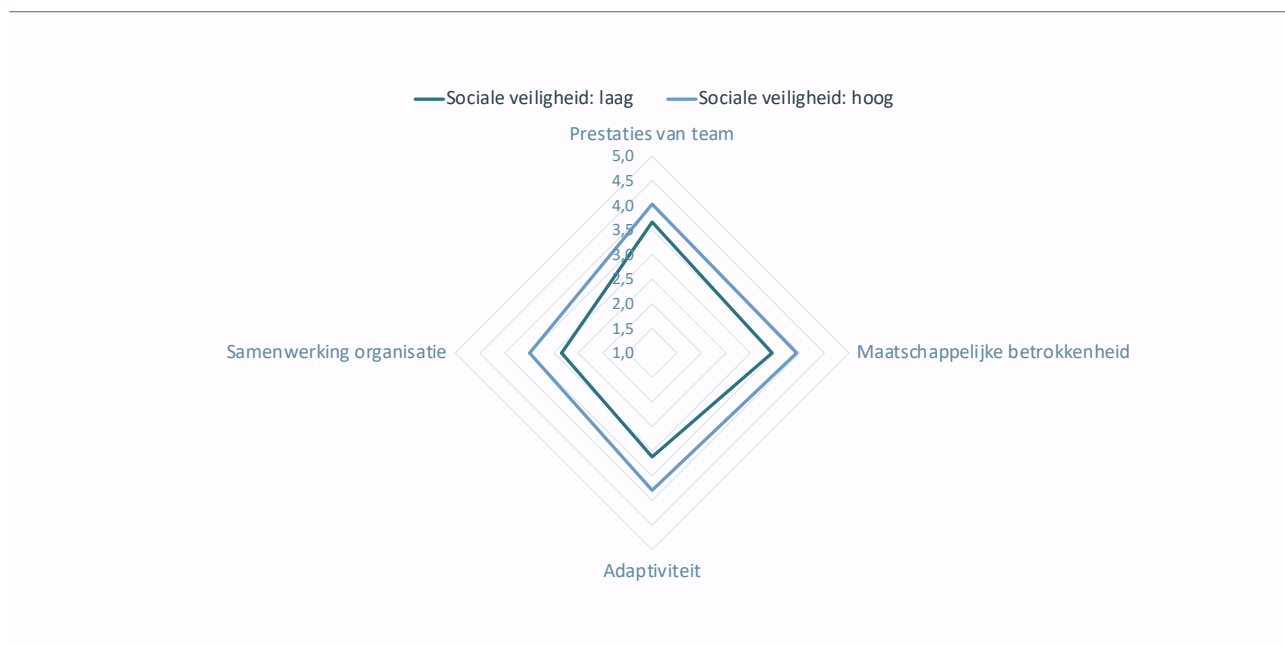 Sociale veiligheid: laag Sociale veiligheid: hoog
Prestaties van team
5,0
4,5
4,0
3,5
3,0
2,5
2,0
1,5
1,0
Samenwerking organisatie
Maatschappelijke betrokkenheid
Adaptiviteit